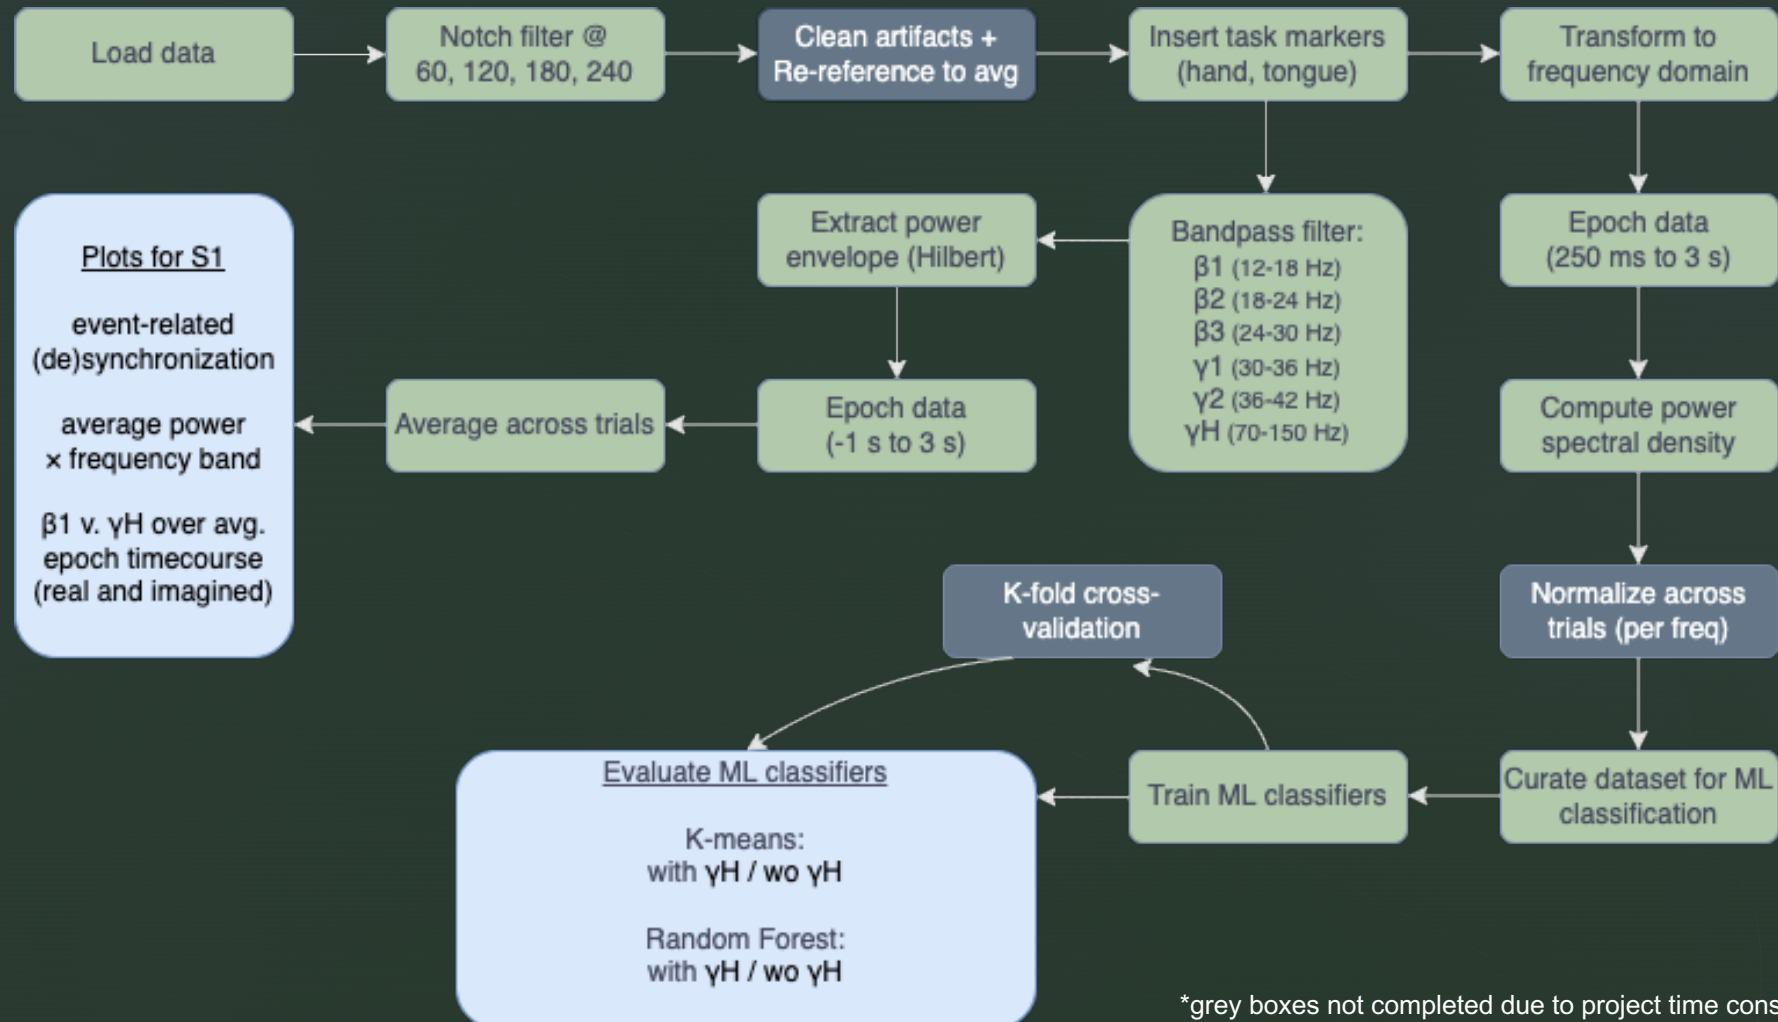 Load data
Notch filter @
60, 120, 180, 240
Clean artifacts +
Re-reference to avg
Insert task markers
(hand, tongue)
Transform to
frequency domain
Plots for S1
event-related
(de)synchronization
average power
× frequency band
β1 v. γH over avg.
epoch timecourse
(real and imagined)
Extract power
envelope (Hilbert)
Bandpass filter:
β1 (12-18 Hz)
β2 (18-24 Hz)
β3 (24-30 Hz)
γ1 (30-36 Hz)
γ2 (36-42 Hz)
γH (70-150 Hz)
Epoch data
(250 ms to 3 s)
Average across trials
Epoch data
(-1 s to 3 s)
Compute power
spectral density
K-fold cross-
validation
Normalize across
trials (per freq)
Evaluate ML classifiers
K-means:
with γH / wo γH
Random Forest:
with γH / wo γH
Train ML classifiers
Curate dataset for ML
classification
*grey boxes not completed due to project time cons